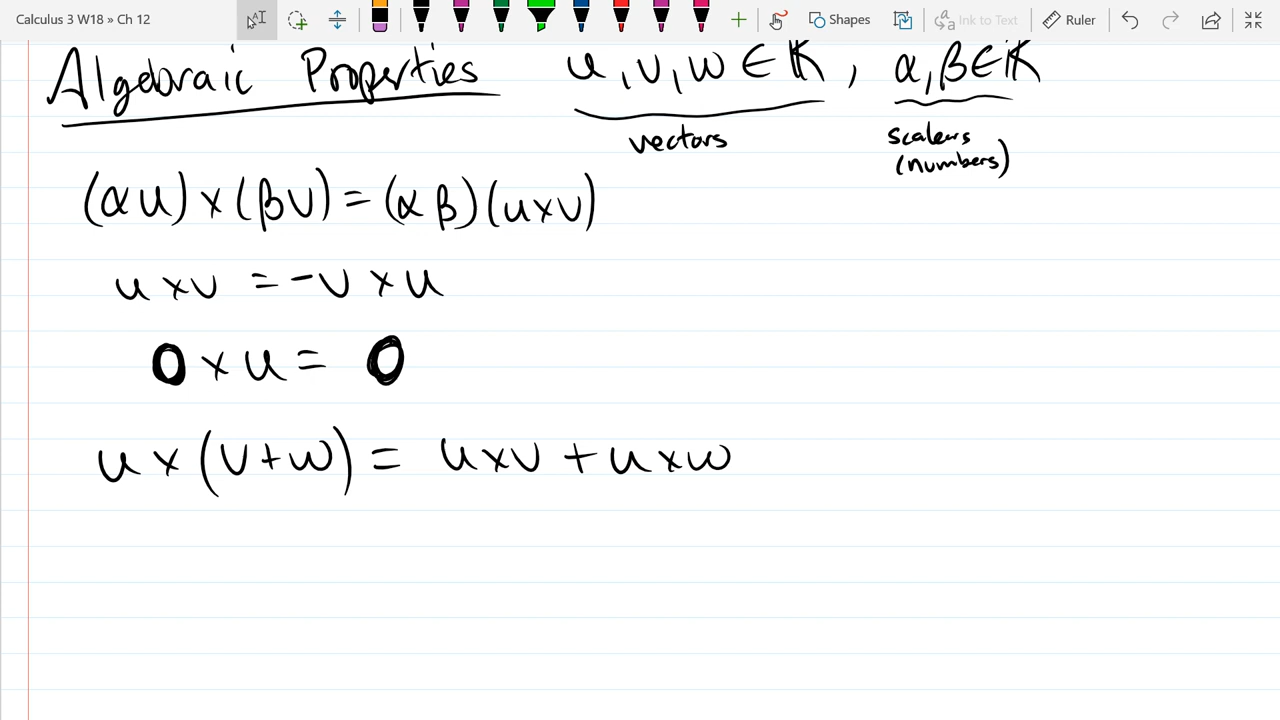 Calculus 3 W18 » Ch 12
Shapes
Ink to Text
Ruler
Algebraic Properties u, v, w ∈ ℝ, α, β ∈ ℝ
vectors
scalers
(numbers)
(αu) × (βv) = (αβ)(u×v)
u × v = -v × u
0 × u = 0
u × (v+w) = u×v + u×w